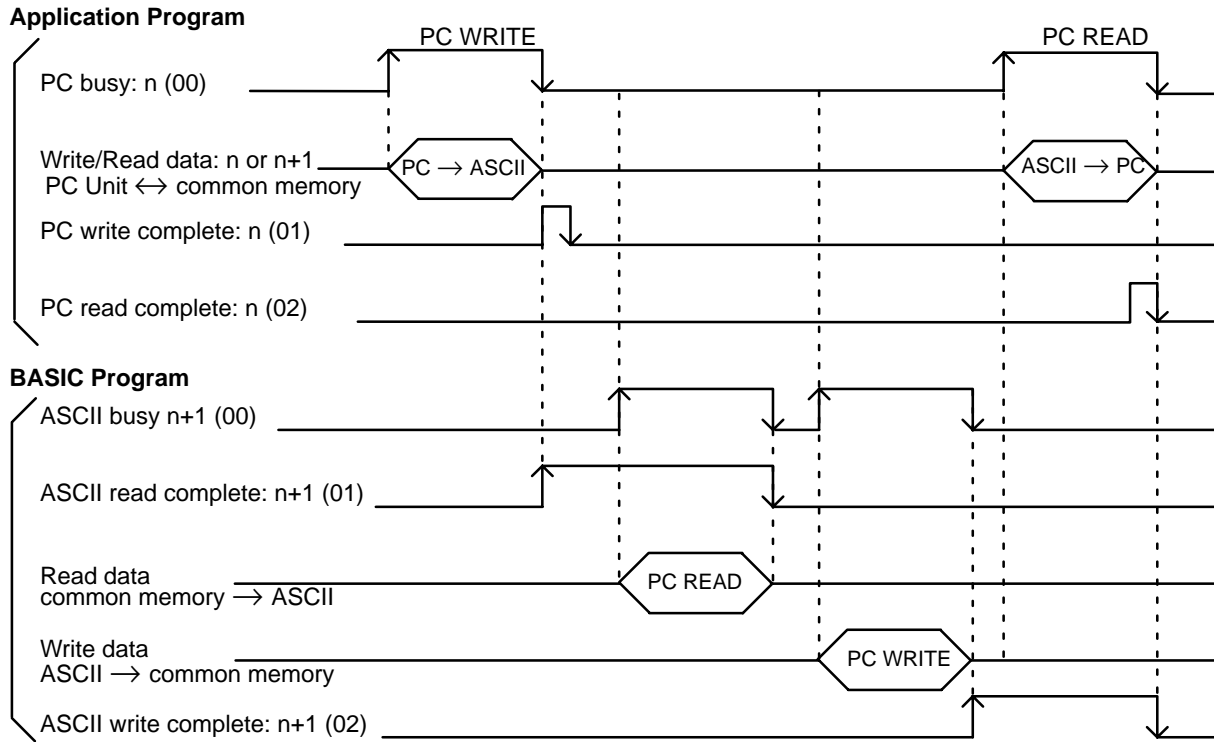 Application Program
PC WRITE
PC READ
PC busy: n (00)
Write/Read data: n or n+1
PC Unit ↔ common memory
PC → ASCII
ASCII → PC
PC write complete: n (01)
PC read complete: n (02)
BASIC Program
ASCII busy n+1 (00)
ASCII read complete: n+1 (01)
Read data
common memory → ASCII
PC READ
Write data
ASCII → common memory
PC WRITE
ASCII write complete: n+1 (02)